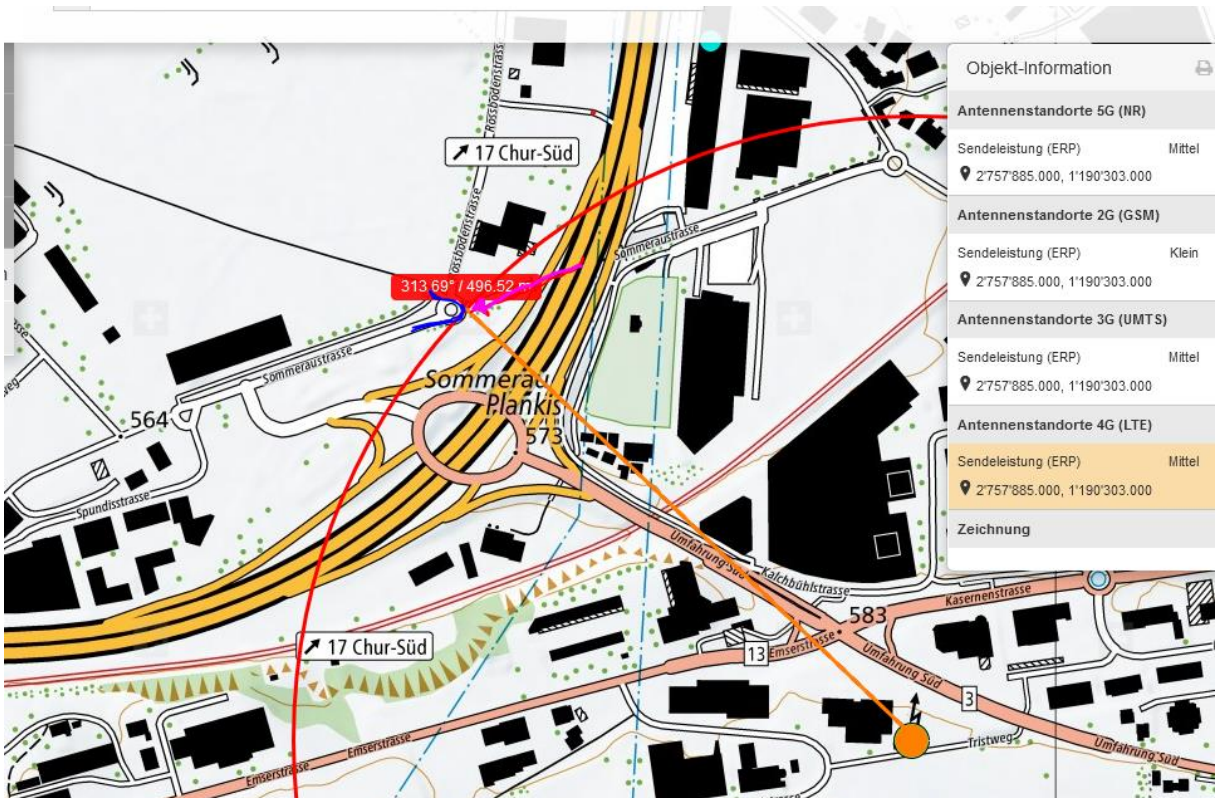 Rossbodenstrasse
17 Chur-Süd
Rossbodenstrasse
Sommeraustrasse
313.69° / 496.52 m
Sommeraustrasse
Sommerau
Plankis
573
564
Spundisstrasse
Umfahrung Süd
Kalchbühlstrasse
583
Kasernenstrasse
17 Chur-Süd
13
Emserstrasse
Umfahrung Süd
3
Tristweg
Umfahrung Süd
Emserstrasse
Emserstrasse
Emserstrasse
Objekt-Information
Antennenstandorte 5G (NR)
Sendeleistung (ERP) Mittel
2'757'885.000, 1'190'303.000
Antennenstandorte 2G (GSM)
Sendeleistung (ERP) Klein
2'757'885.000, 1'190'303.000
Antennenstandorte 3G (UMTS)
Sendeleistung (ERP) Mittel
2'757'885.000, 1'190'303.000
Antennenstandorte 4G (LTE)
Sendeleistung (ERP) Mittel
2'757'885.000, 1'190'303.000
Zeichnung